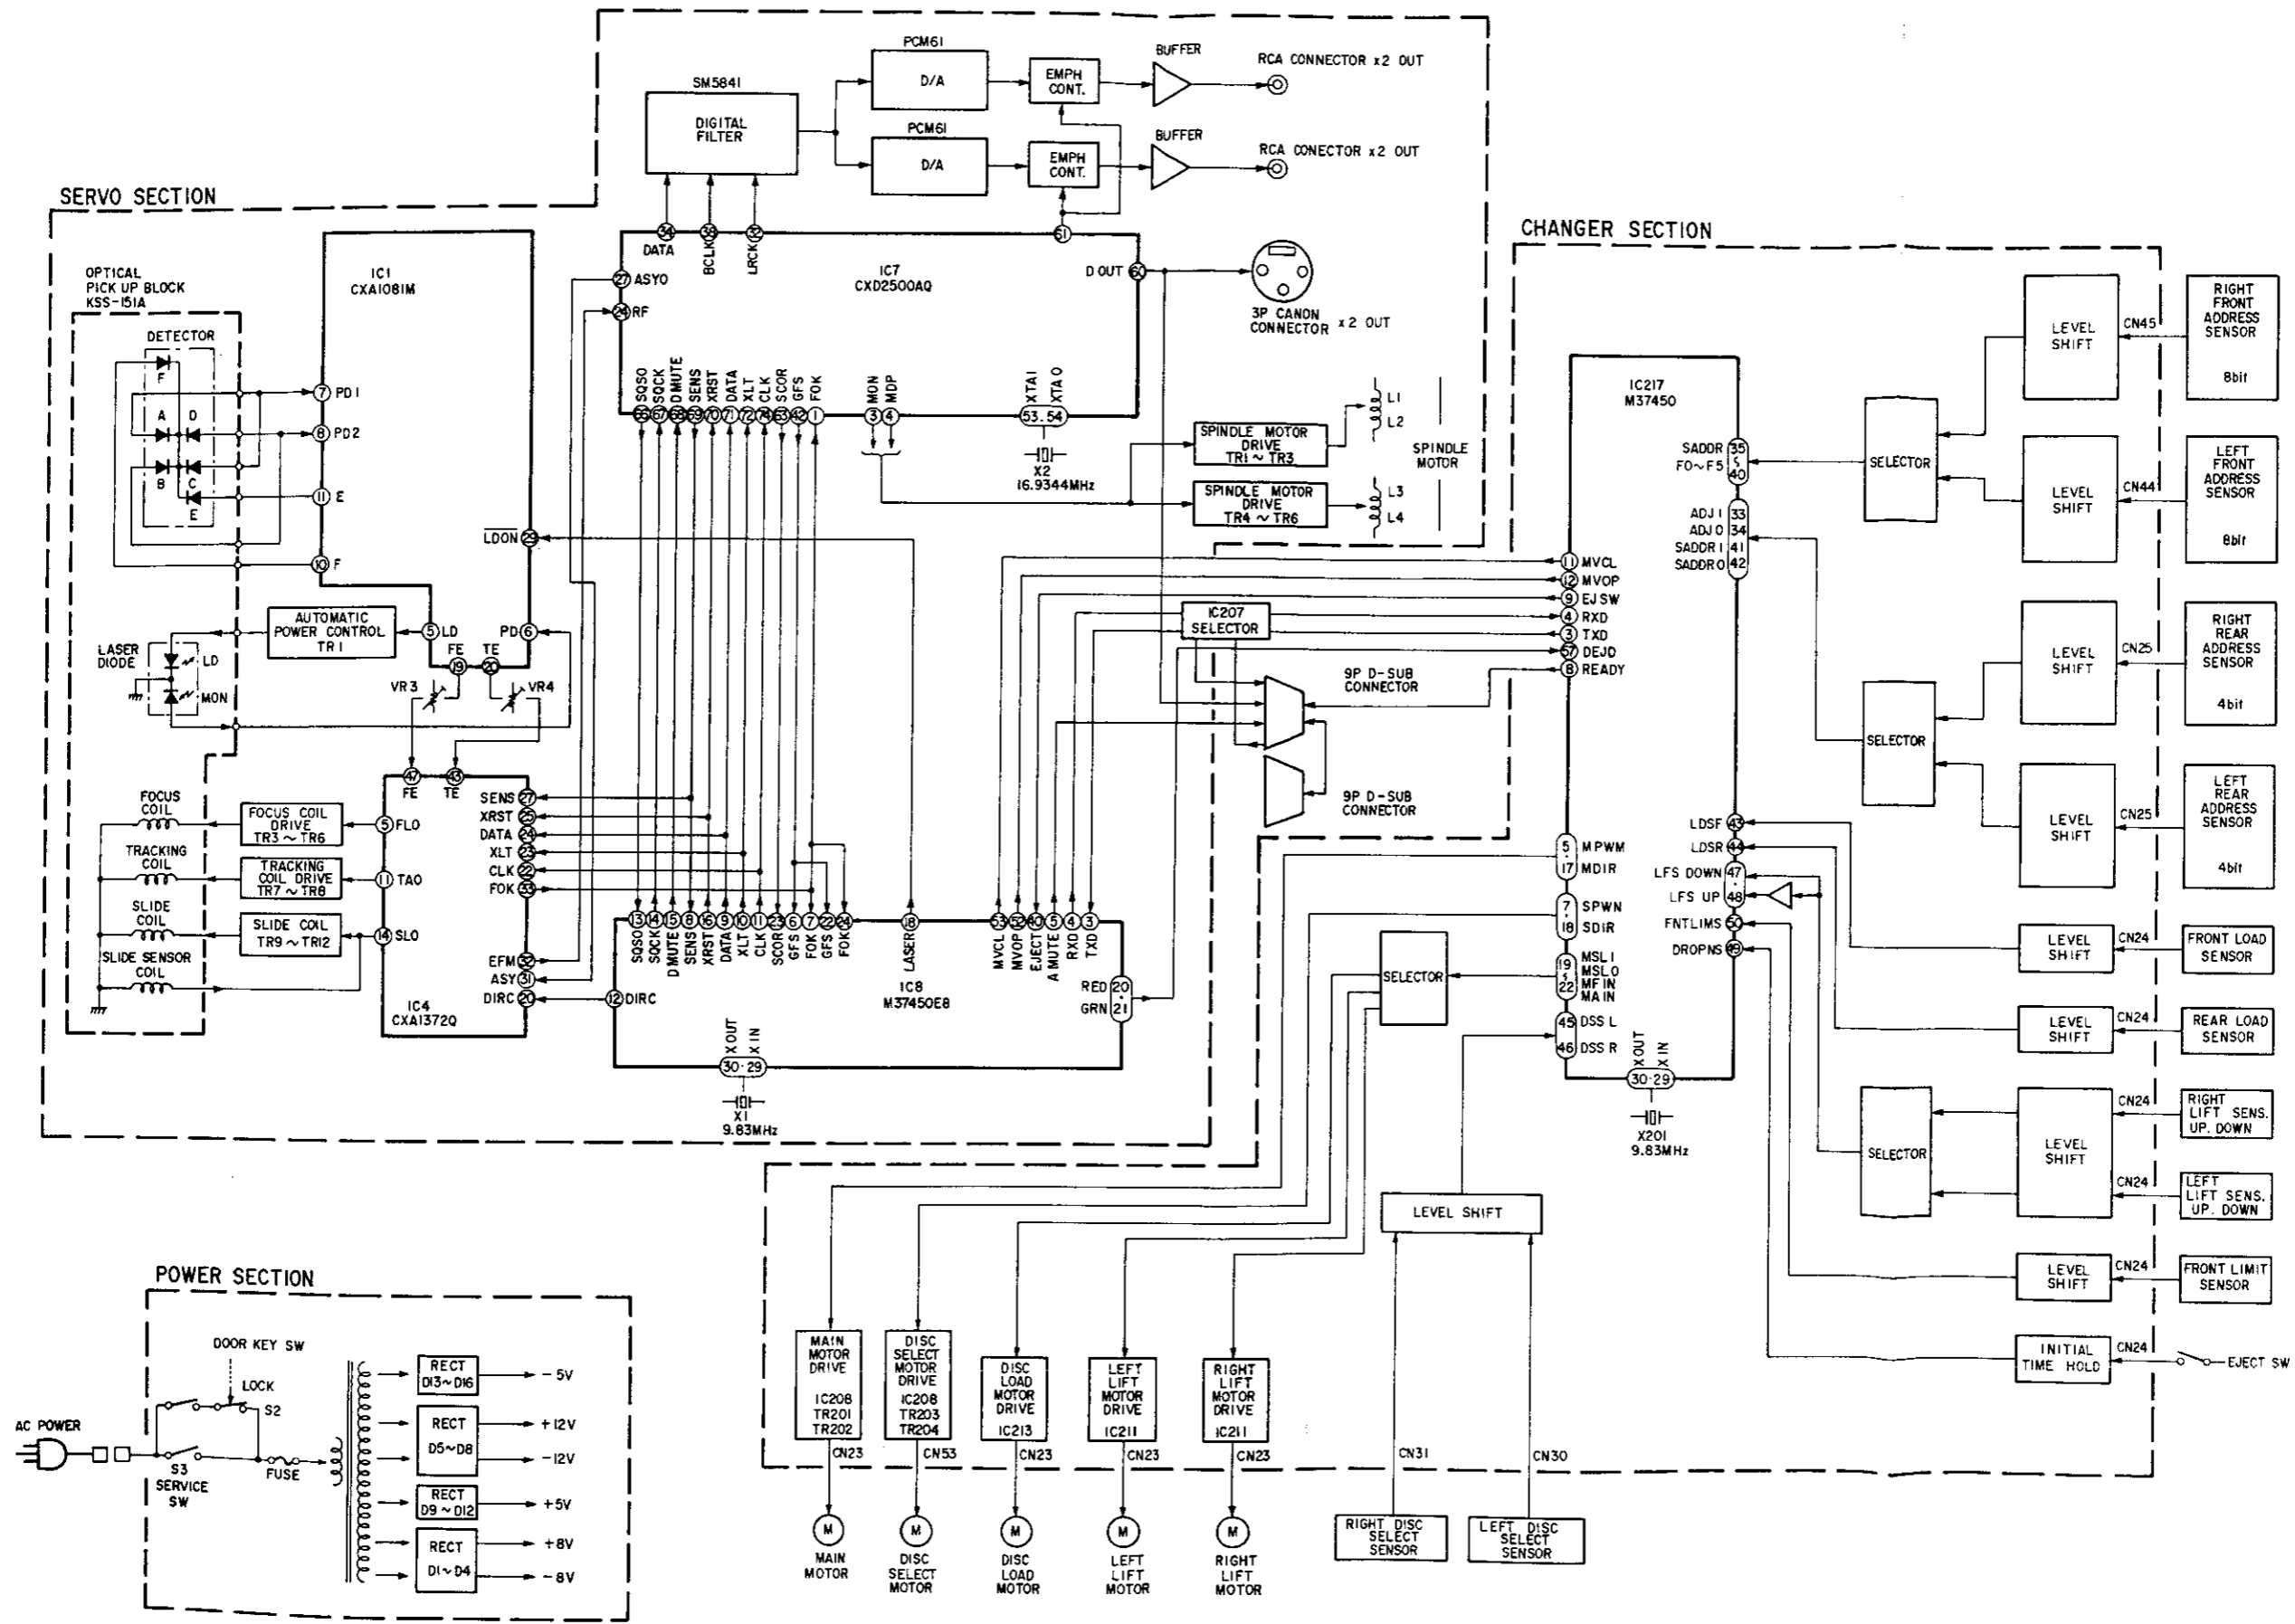 SERVO SECTION
OPTICAL
PICK UP BLOCK
KSS-151A
DETECTOR
F
A D
B C
E
IC1
CXA1081M
7 PD1
8 PD2
11 E
10 F
LDON 29
AUTOMATIC
POWER CONTROL
TR1
5 LD
PD 6
FE TE
19 20
LASER
DIODE
LD
MON
VR3
VR4
47 43
FE TE
FOCUS
COIL
FOCUS COIL
DRIVE
TR3 ~ TR6
5 FLO
TRACKING
COIL
TRACKING
COIL DRIVE
TR7 ~ TR8
11 TAO
SLIDE
COIL
SLIDE COIL
TR9 ~ TR12
14 SLO
SLIDE SENSOR
COIL
SENS 27
XRST 25
DATA 24
XLT 23
CLK 22
FOK 33
EFM 32
ASY 31
DIRC 20
IC4
CXA1372Q
SM5841
DIGITAL
FILTER
PCM61
D/A
EMPH
CONT.
BUFFER
RCA CONNECTOR x2 OUT
PCM61
D/A
EMPH
CONT.
BUFFER
RCA CONECTOR x2 OUT
34 38 32 61
DATA
BCLK
LRCK
27 ASYO
24 RF
IC7
CXD2500AQ
D OUT 60
3P CANON
CONNECTOR x 2 OUT
SQSO
SQCK
DMUTE
SENS
XRST
DATA
XLT
CLK
SCOR
GFS
FOK
MON
MDP
XTAI
XTAO
66 67 68 69 70 71 72 74 63 42 1 3 4 53.54
X2
16.9344MHz
SPINDLE MOTOR
DRIVE
TR1 ~ TR3
L1
L2
SPINDLE
MOTOR
SPINDLE MOTOR
DRIVE
TR4 ~ TR6
L3
L4
13 14 15 8 16 9 10 11 23 6 7 22 24 18 53 52 40 5 4 3
SQSO
SQCK
DMUTE
SENS
XRST
DATA
XLT
CLK
SCOR
GFS
FOK
GFS
FOK
LASER
MVCL
MVOP
EJECT
A MUTE
RXD
TXD
12 DIRC
IC8
M37450E8
RED 20
GRN 21
XOUT
XIN
30·29
X1
9.83MHz
IC207
SELECTOR
9P D-SUB
CONNECTOR
9P D-SUB
CONNECTOR
CHANGER SECTION
IC217
M37450
11 MVCL
12 MVOP
9 EJSW
4 RXD
3 TXD
57 DEJD
8 READY
5 MPWM
17 MDIR
7 SPWN
18 SDIR
19 MSL1
MSLO
22 MFIN
MAIN
45 DSS L
46 DSS R
SADDR 35
F0~F5 40
ADJ1 33
ADJ0 34
SADDR1 41
SADDR0 42
LDSF 43
LDSR 44
LFS DOWN 47
LFS UP 48
FNTLIMS 50
DROPNS 49
XOUT
XIN
30·29
X201
9.83MHz
SELECTOR
LEVEL
SHIFT
CN45
RIGHT
FRONT
ADDRESS
SENSOR
8bit
LEVEL
SHIFT
CN44
LEFT
FRONT
ADDRESS
SENSOR
8bit
SELECTOR
LEVEL
SHIFT
CN25
RIGHT
REAR
ADDRESS
SENSOR
4bit
LEVEL
SHIFT
CN25
LEFT
REAR
ADDRESS
SENSOR
4bit
LEVEL
SHIFT
CN24
FRONT LOAD
SENSOR
LEVEL
SHIFT
CN24
REAR LOAD
SENSOR
SELECTOR
LEVEL
SHIFT
CN24
RIGHT
LIFT SENS.
UP. DOWN
CN24
LEFT
LIFT SENS.
UP. DOWN
LEVEL
SHIFT
CN24
FRONT LIMIT
SENSOR
INITIAL
TIME HOLD
CN24
EJECT SW
SELECTOR
LEVEL SHIFT
MAIN
MOTOR
DRIVE
IC208
TR201
TR202
CN23
M
MAIN
MOTOR
DISC
SELECT
MOTOR
DRIVE
IC208
TR203
TR204
CN53
M
DISC
SELECT
MOTOR
DISC
LOAD
MOTOR
DRIVE
IC213
CN23
M
DISC
LOAD
MOTOR
LEFT
LIFT
MOTOR
DRIVE
IC211
CN23
M
LEFT
LIFT
MOTOR
RIGHT
LIFT
MOTOR
DRIVE
IC211
CN23
M
RIGHT
LIFT
MOTOR
CN31
RIGHT DISC
SELECT
SENSOR
CN30
LEFT DISC
SELECT
SENSOR
POWER SECTION
DOOR KEY SW
LOCK
S2
AC POWER
S3
SERVICE
SW
FUSE
RECT
D13~D16
-5V
RECT
D5~D8
+12V
-12V
RECT
D9 ~ D12
+5V
RECT
D1~D4
+8V
-8V